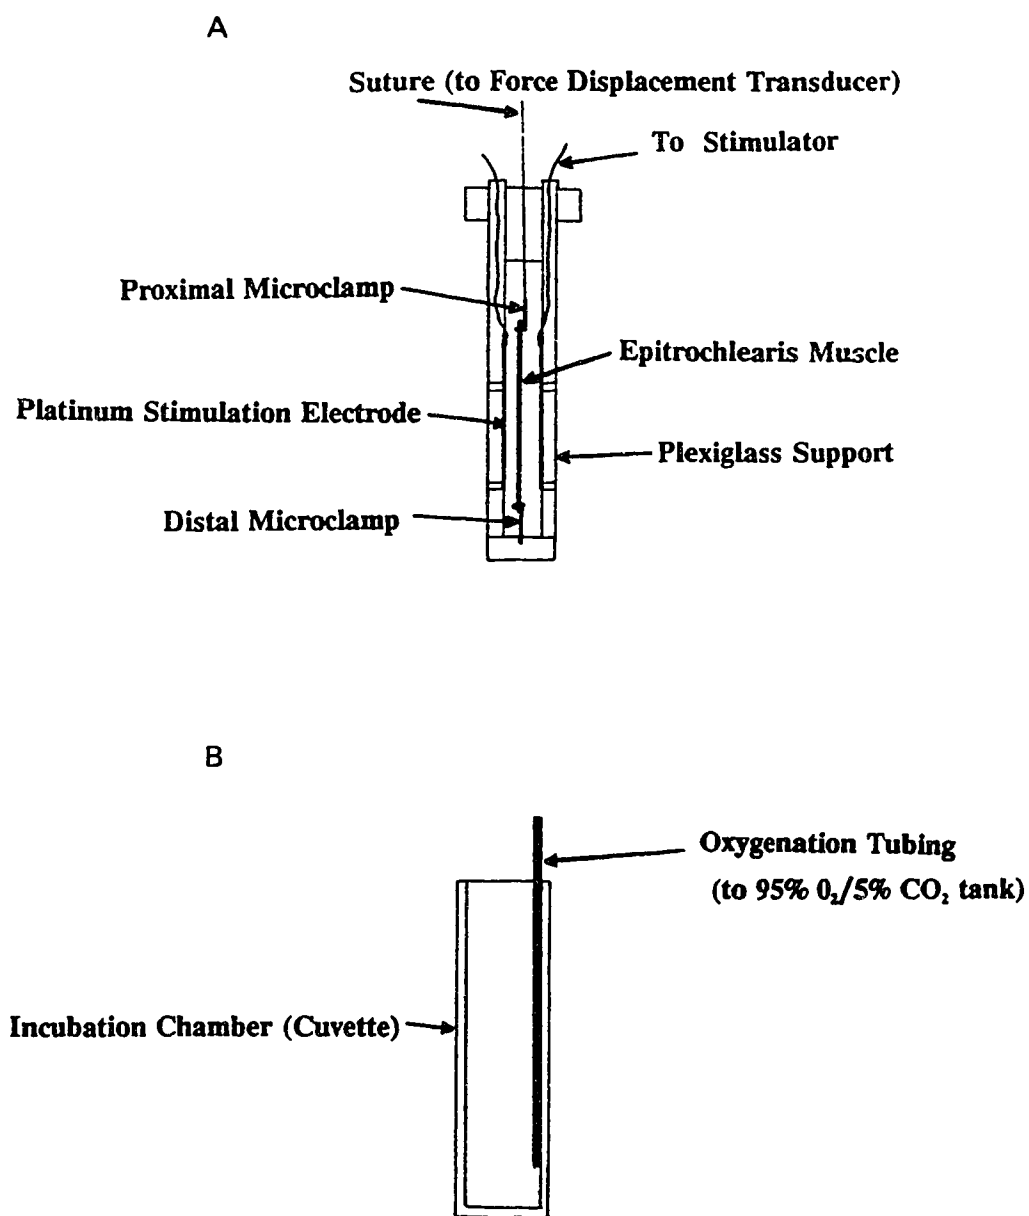 A
Suture (to Force Displacement Transducer)
To Stimulator
Proximal Microclamp
Epitrochlearis Muscle
Platinum Stimulation Electrode
Plexiglass Support
Distal Microclamp
B
Oxygenation Tubing
(to 95% 0₂/5% CO₂ tank)
Incubation Chamber (Cuvette)